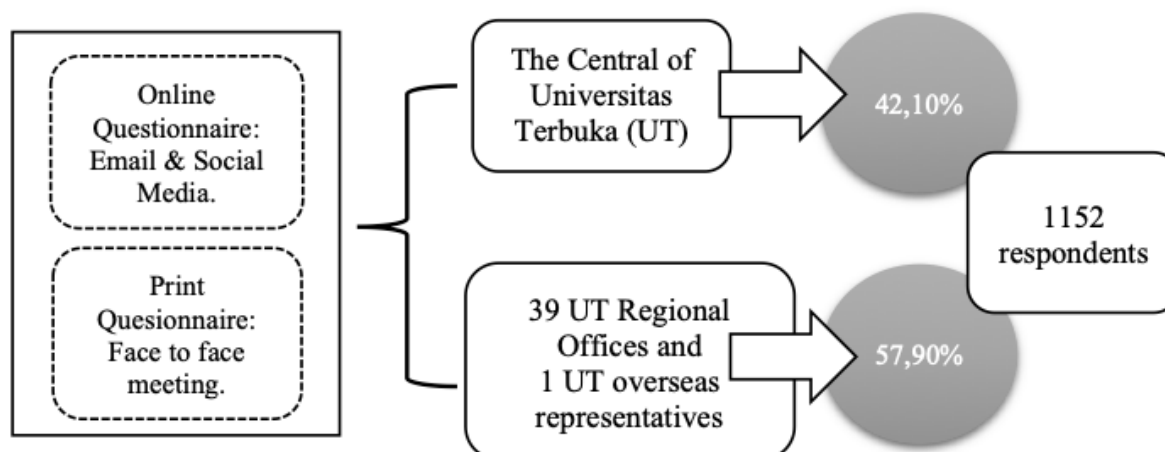 Online
Questionnaire:
Email & Social
Media.
Print
Quesionnaire:
Face to face
meeting.
The Central of
Universitas
Terbuka (UT)
42,10%
39 UT Regional
Offices and
1 UT overseas
representatives
57,90%
1152
respondents